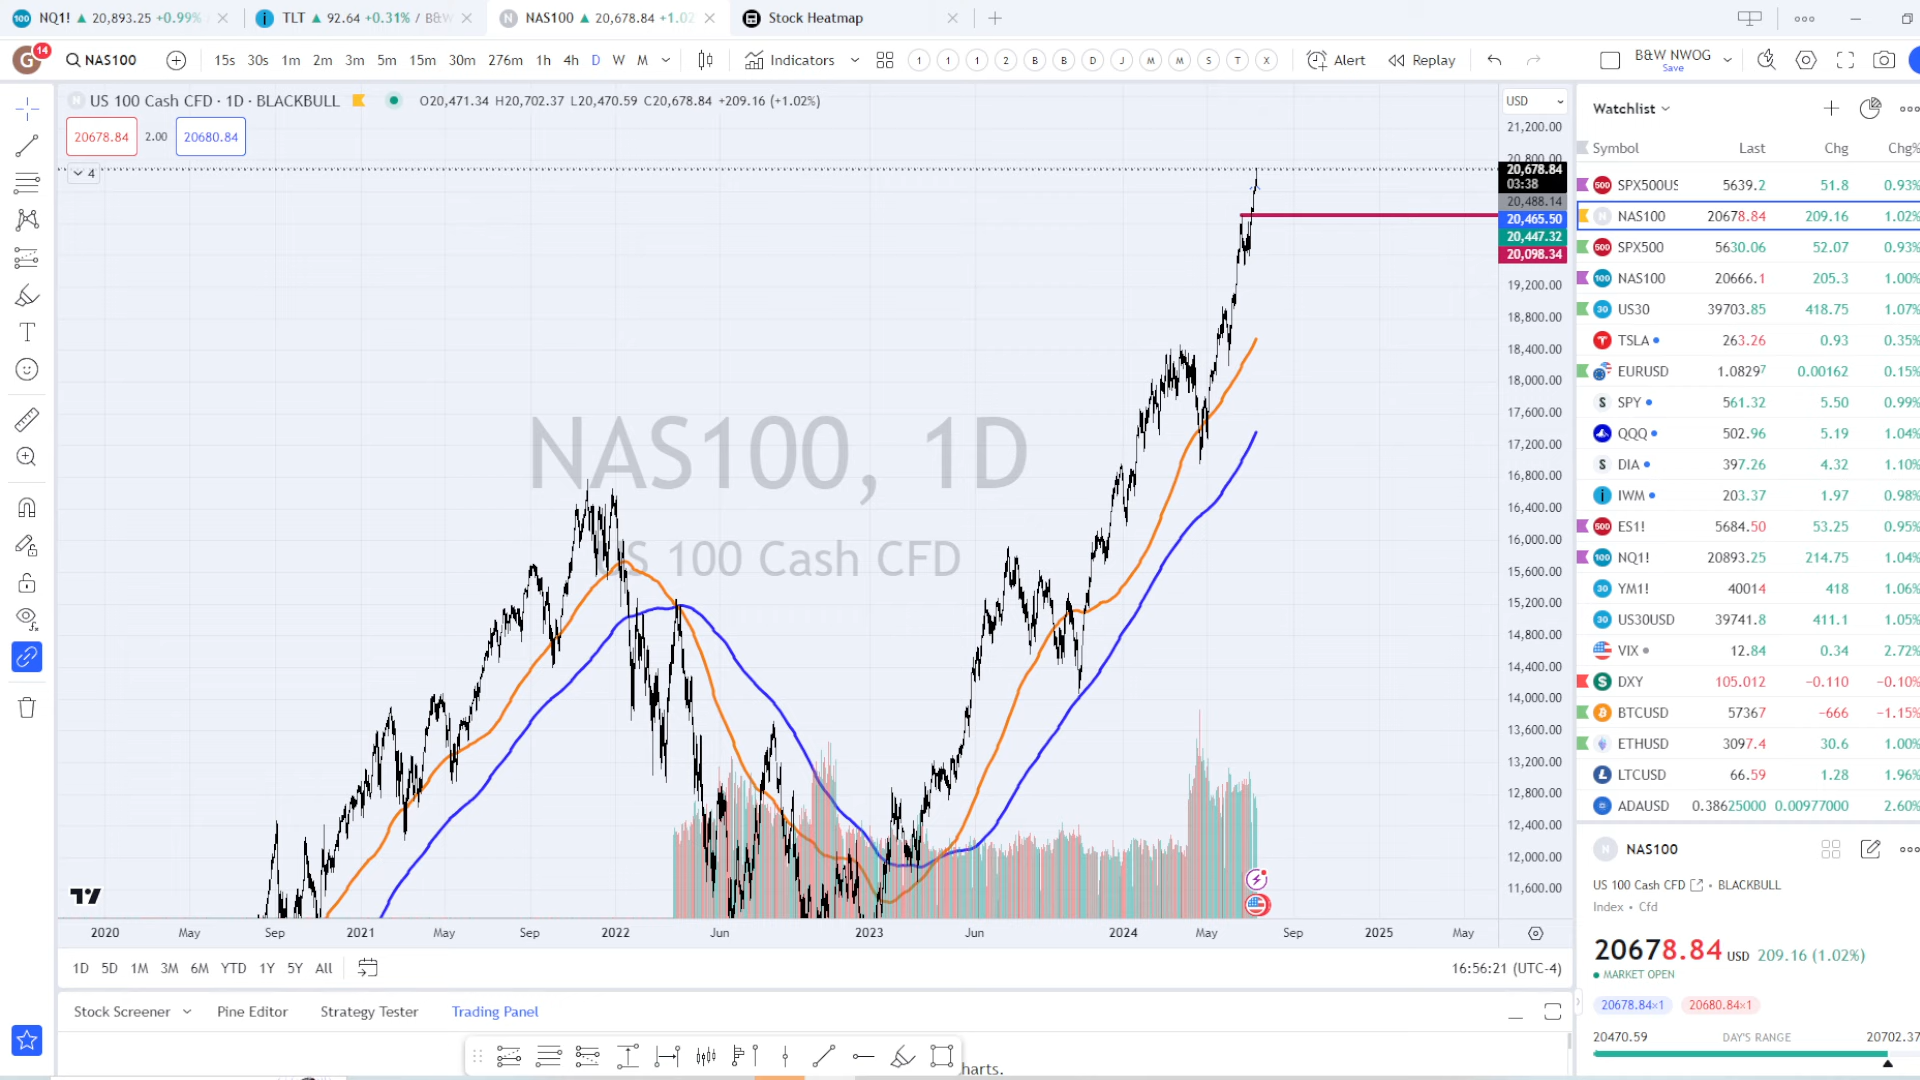 NQ1! ▲ 20,893.25 +0.99%
TLT ▲ 92.64 +0.31% / B&W
NAS100 ▲ 20,678.84 +1.02
Stock Heatmap
G 14
NAS100
15s 30s 1m 2m 3m 5m 15m 30m 276m 1h 4h D W M
Indicators
1 1 1 2 B B D J M M S T X
Alert
Replay
B&W NWOG
Save
US 100 Cash CFD · 1D · BLACKBULL
O20,471.34 H20,702.37 L20,470.59 C20,678.84 +209.16 (+1.02%)
20678.84 2.00 20680.84
4
NAS100, 1D
US 100 Cash CFD
USD
21,200.00
20,800.00
20,678.84
03:38
20,488.14
20,465.50
20,447.32
20,098.34
19,200.00
18,800.00
18,400.00
18,000.00
17,600.00
17,200.00
16,800.00
16,400.00
16,000.00
15,600.00
15,200.00
14,800.00
14,400.00
14,000.00
13,600.00
13,200.00
12,800.00
12,400.00
12,000.00
11,600.00
2020 May Sep 2021 May Sep 2022 Jun 2023 Jun 2024 May Sep 2025 May
1D 5D 1M 3M 6M YTD 1Y 5Y All
16:56:21 (UTC-4)
Stock Screener Pine Editor Strategy Tester Trading Panel
harts.
Watchlist
Symbol Last Chg Chg%
SPX500US 5639.2 51.8 0.93%
NAS100 20678.84 209.16 1.02%
SPX500 5630.06 52.07 0.93%
NAS100 20666.1 205.3 1.00%
US30 39703.85 418.75 1.07%
TSLA 263.26 0.93 0.35%
EURUSD 1.08297 0.00162 0.15%
SPY 561.32 5.50 0.99%
QQQ 502.96 5.19 1.04%
DIA 397.26 4.32 1.10%
IWM 203.37 1.97 0.98%
ES1! 5684.50 53.25 0.95%
NQ1! 20893.25 214.75 1.04%
YM1! 40014 418 1.06%
US30USD 39741.8 411.1 1.05%
VIX 12.84 0.34 2.72%
DXY 105.012 −0.110 −0.10%
BTCUSD 57367 −666 −1.15%
ETHUSD 3097.4 30.6 1.00%
LTCUSD 66.59 1.28 1.96%
ADAUSD 0.38625000 0.00977000 2.60%
NAS100
US 100 Cash CFD • BLACKBULL
Index • Cfd
20678.84 USD 209.16 (1.02%)
MARKET OPEN
20678.84×1 20680.84×1
20470.59 DAY'S RANGE 20702.37